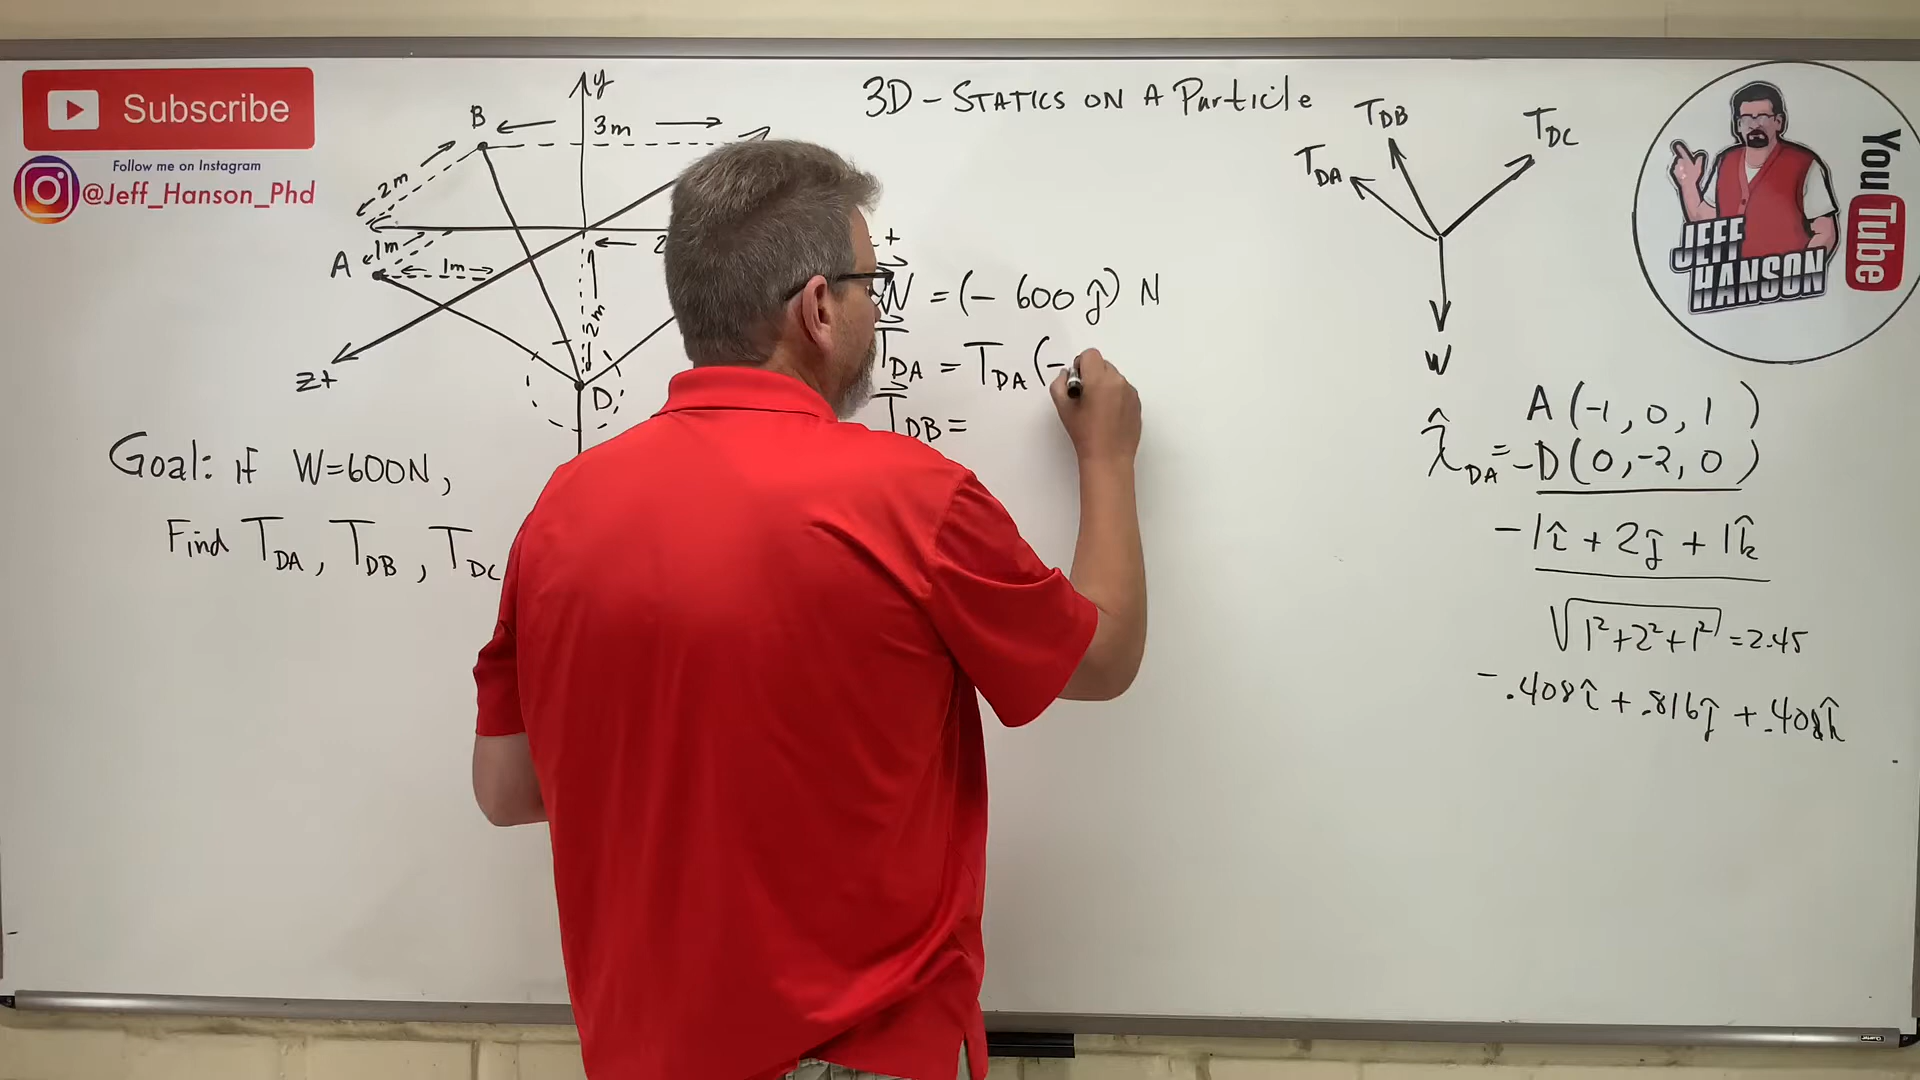 Subscribe
Follow me on Instagram
@Jeff_Hanson_Phd
3D - STATICS ON A Particle
y
B
3m
2m
1m
A
1m
2
2m
z+
D
+
Goal: if W=600N,
Find T_DA, T_DB, T_DC
W = (- 600 ĵ) N
T_DA = T_DA (-
T_DB =
T_DB
T_DC
T_DA
W
A (-1, 0, 1)
λ̂_DA = -D (0, -2, 0)
-1î + 2ĵ + 1k̂
√1²+2²+1² = 2.45
-.408î + .816ĵ + .408k̂
JEFF
HANSON
YouTube